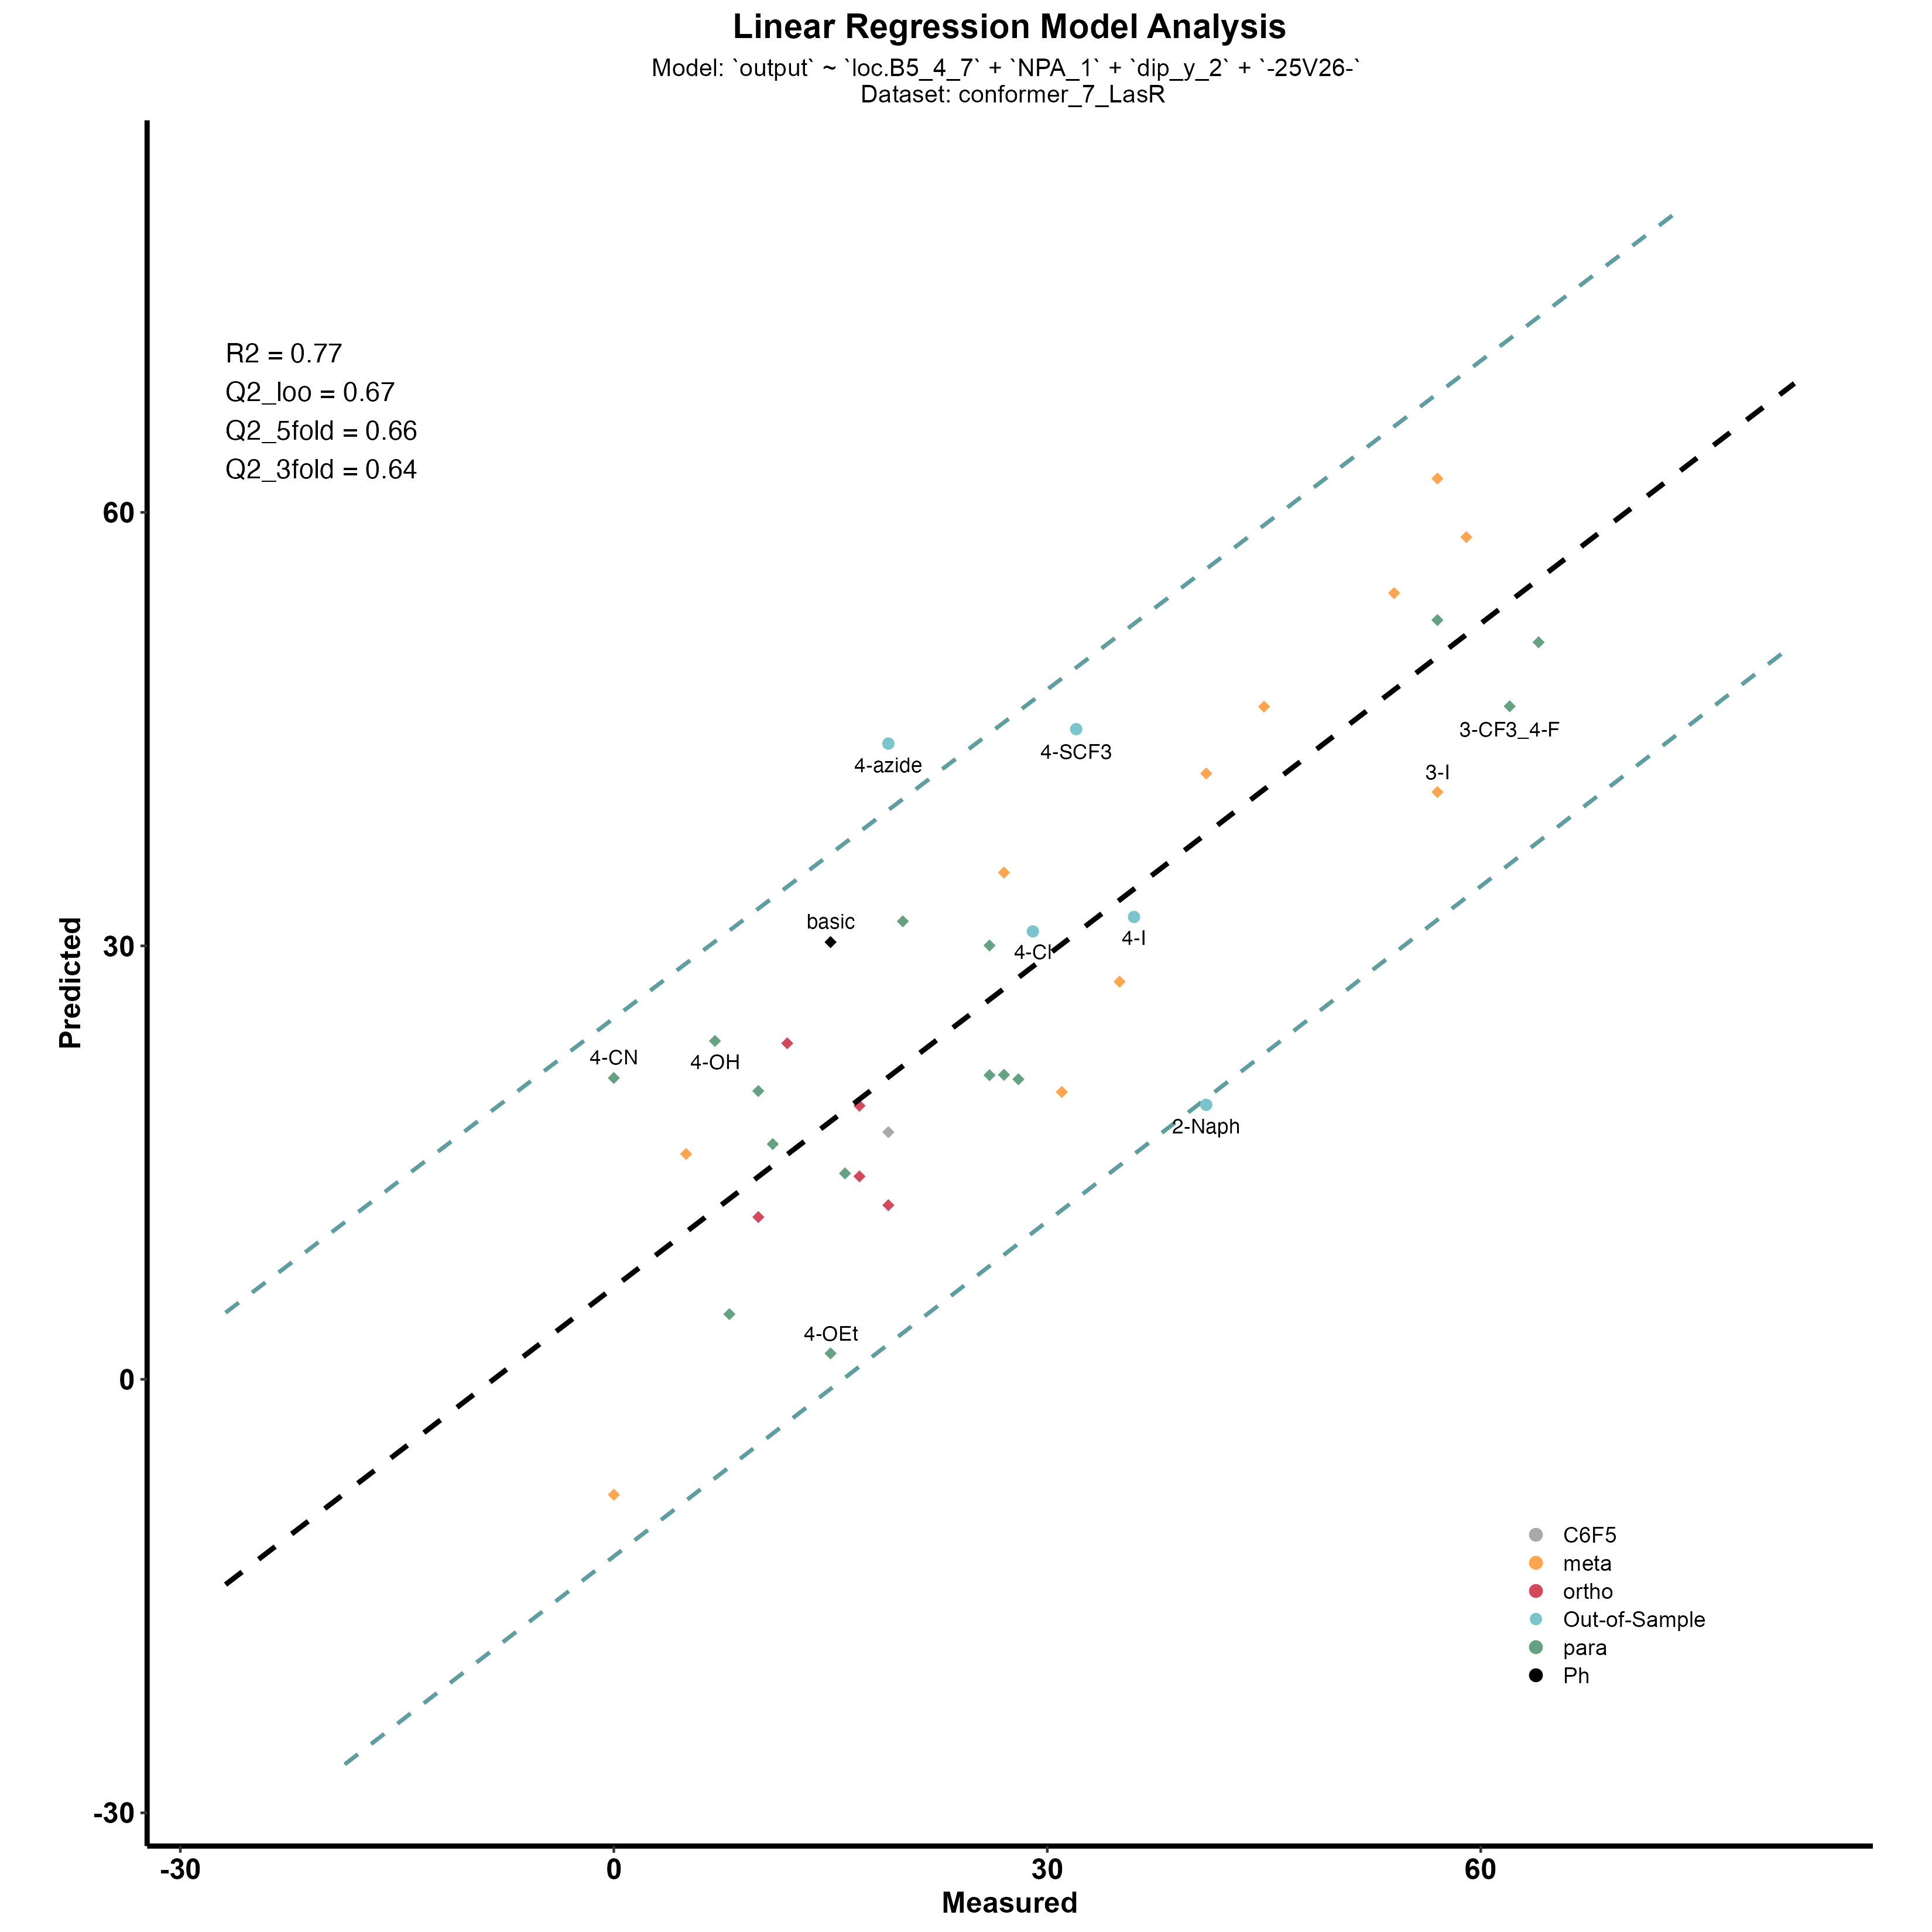 Linear Regression Model Analysis
Model: `output` ~ `loc.B5_4_7` + `NPA_1` + `dip_y_2` + `-25V26-`
Dataset: conformer_7_LasR
R2 = 0.77
Q2_loo = 0.67
Q2_5fold = 0.66
Q2_3fold = 0.64
60
30
0
-30
Predicted
3-CF3_4-F
4-SCF3
4-azide
3-I
basic
4-Cl
4-I
4-CN
4-OH
2-Naph
4-OEt
C6F5
meta
ortho
Out-of-Sample
para
Ph
-30
0
30
60
Measured